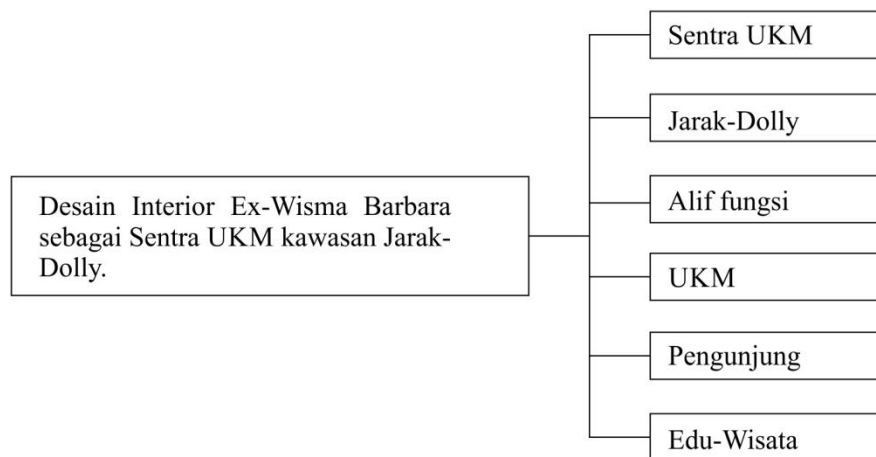 Sentra UKM
Jarak-Dolly
Desain Interior Ex-Wisma Barbara
sebagai Sentra UKM kawasan Jarak-
Dolly.
Alif fungsi
UKM
Pengunjung
Edu-Wisata